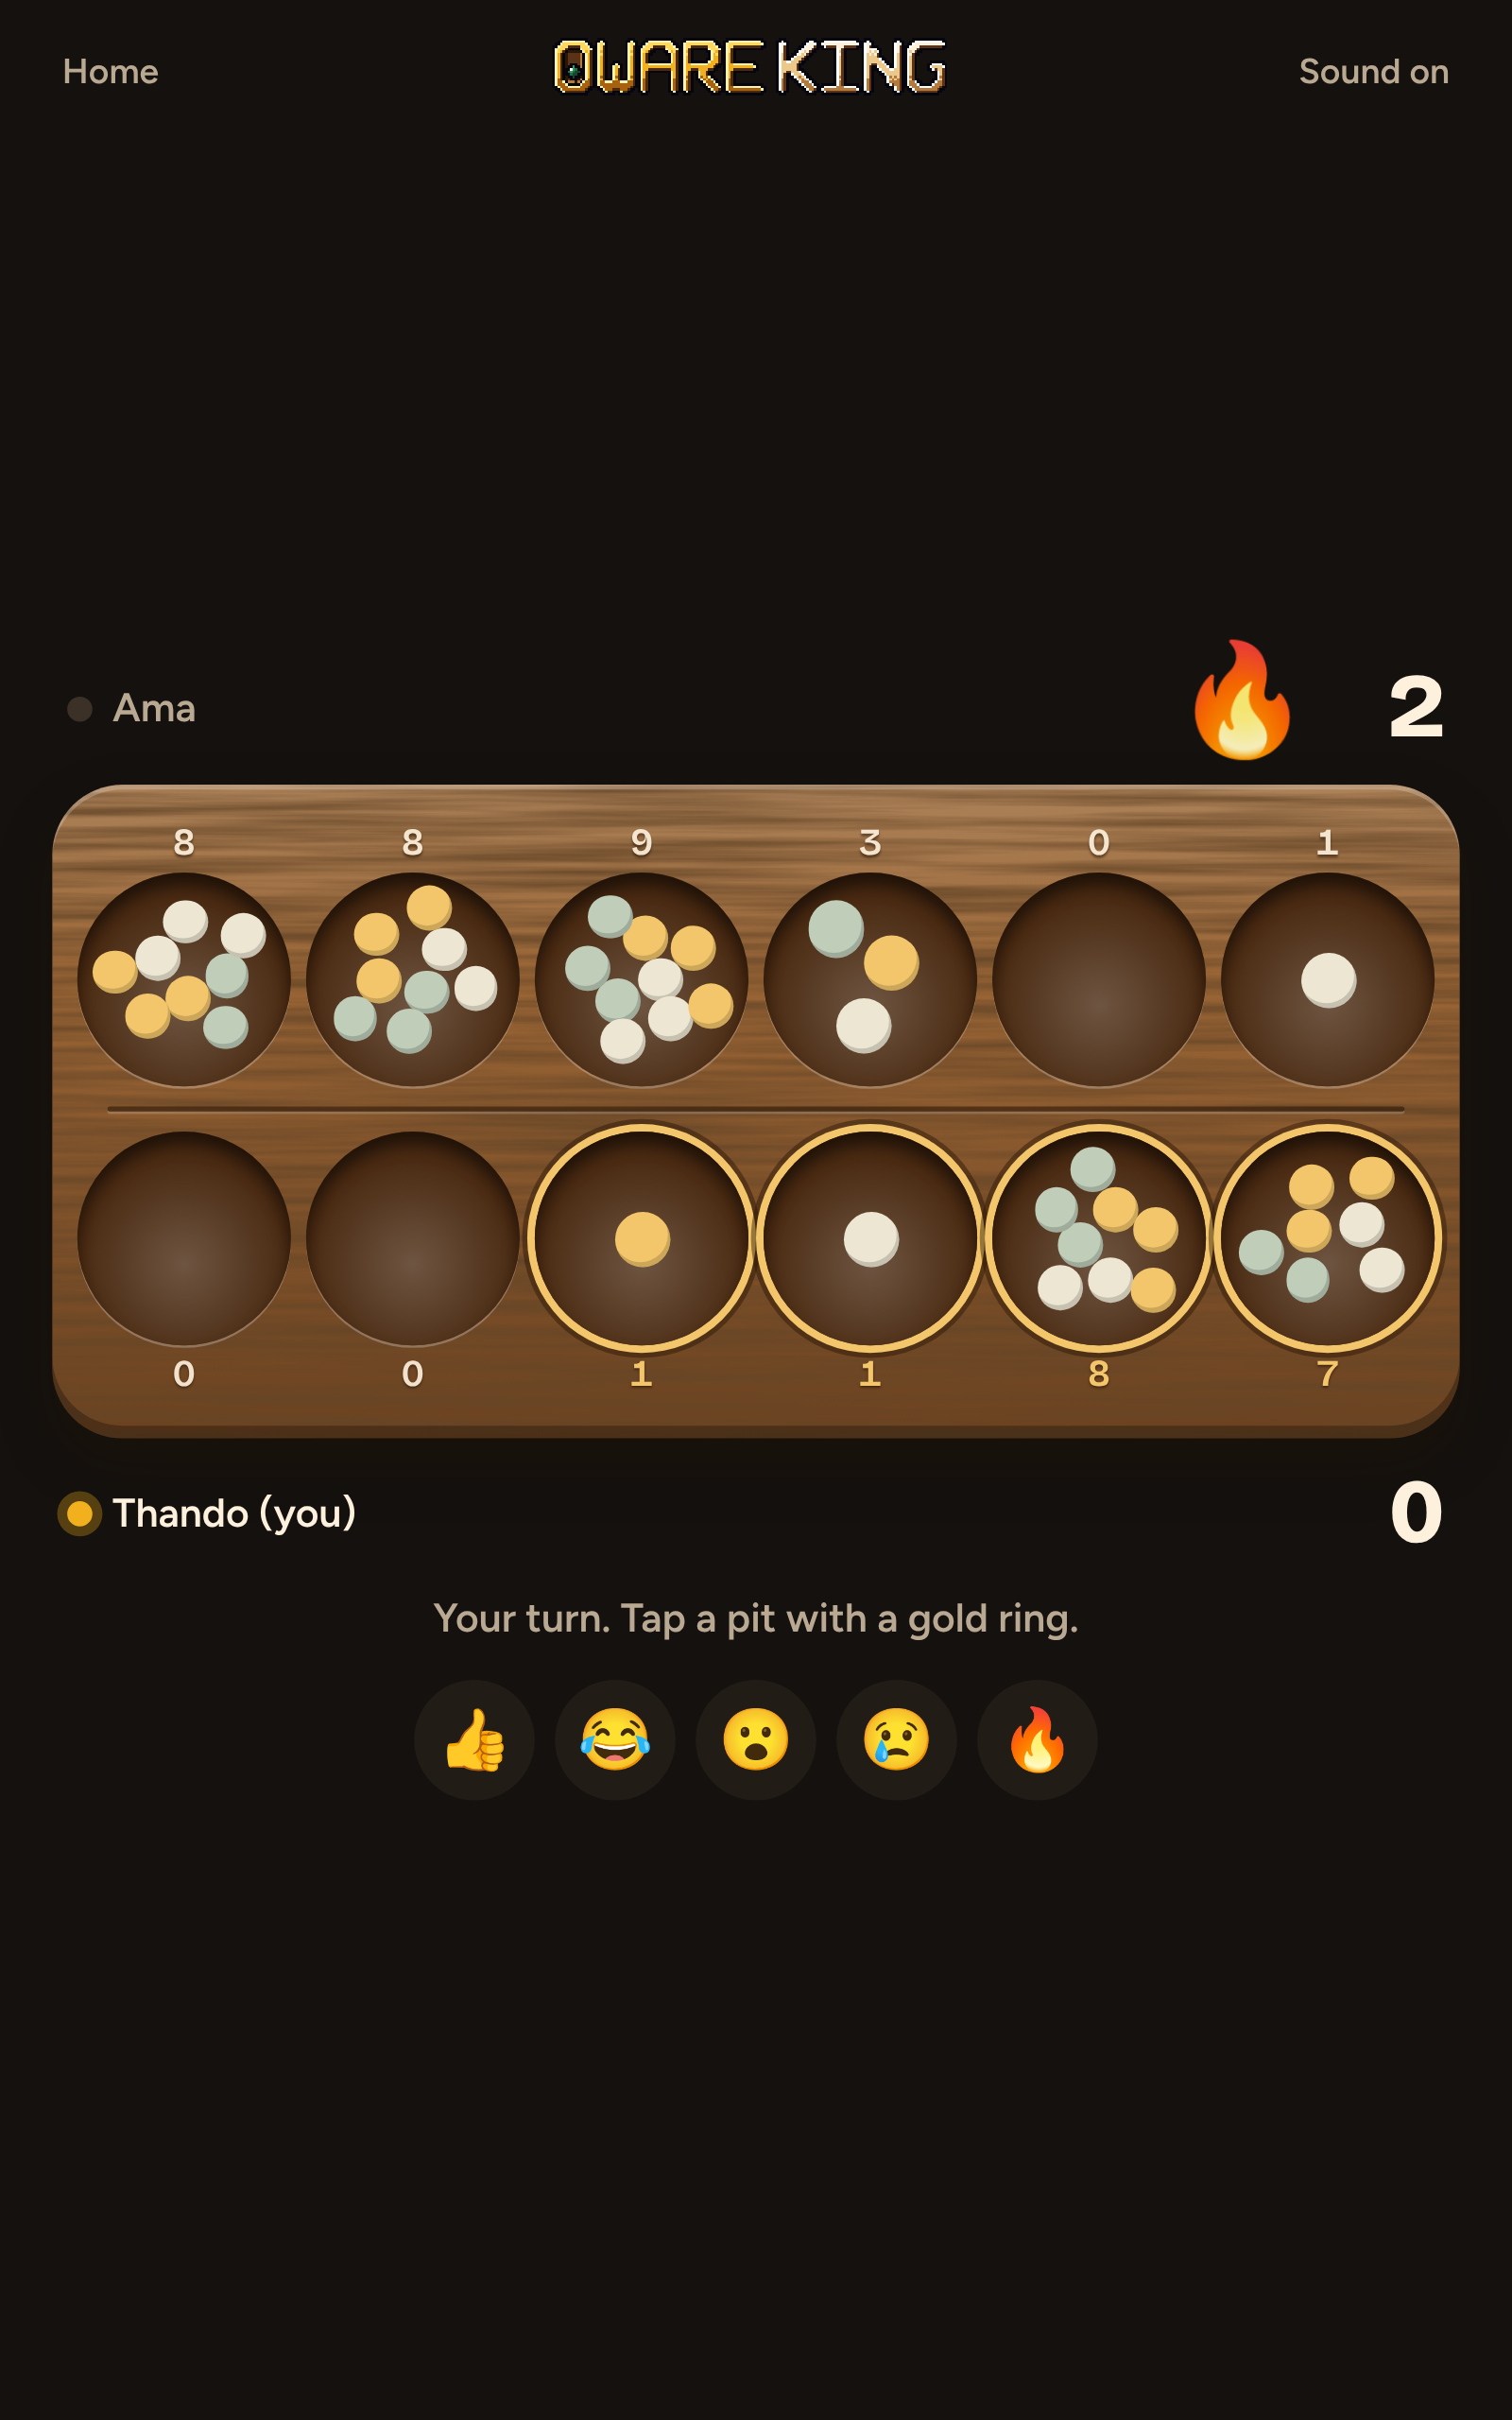 Home
OWARE KING
Sound on
Ama
2
8 8 9 3 0 1
0 0 1 1 8 7
Thando (you)
0
Your turn. Tap a pit with a gold ring.